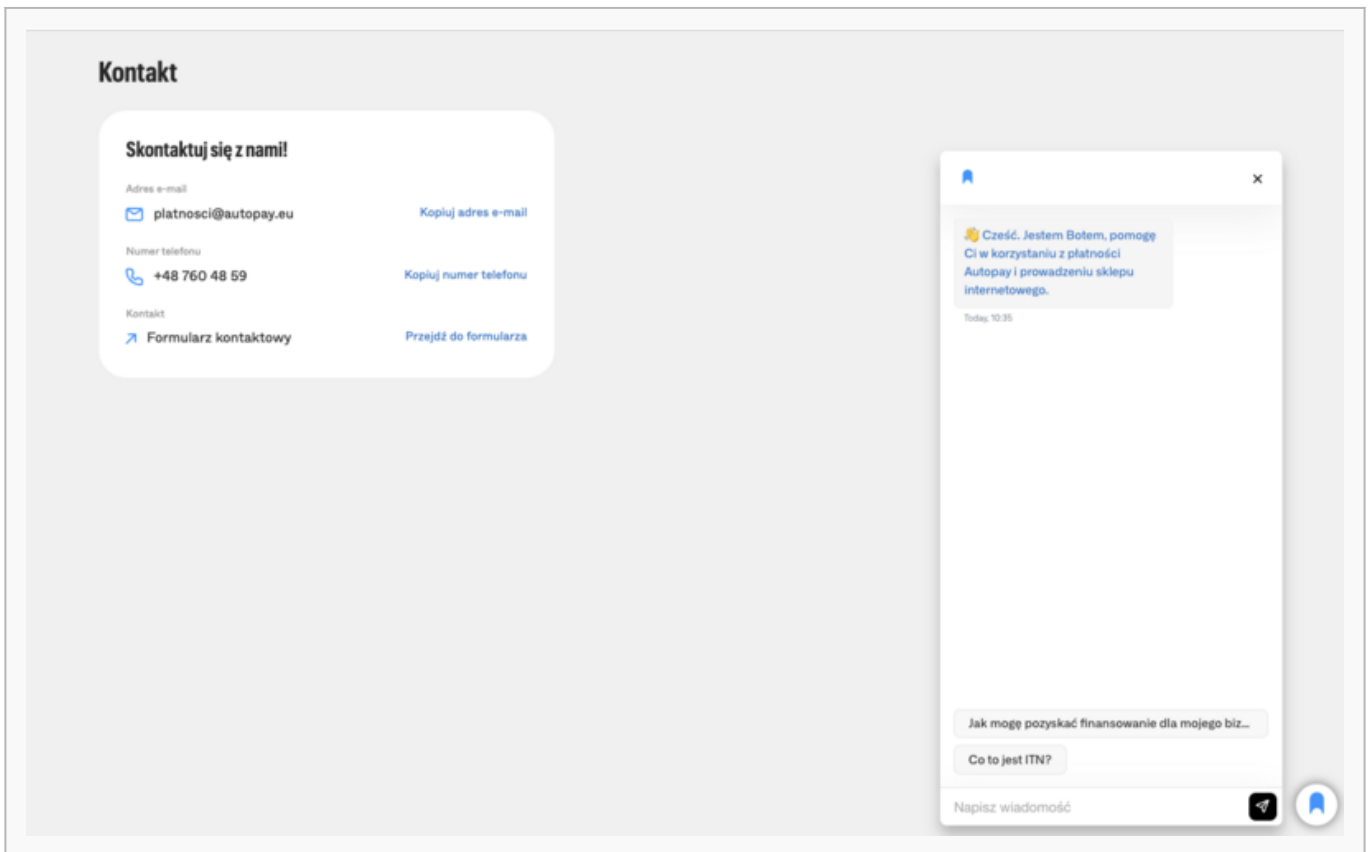 Kontakt
Skontaktuj się z nami!
Adres e-mail
platnosci@autopay.eu
Kopiuj adres e-mail
Numer telefonu
+48 760 48 59
Kopiuj numer telefonu
Kontakt
Formularz kontaktowy
Przejdź do formularza
👋 Cześć. Jestem Botem, pomogę
Ci w korzystaniu z płatności
Autopay i prowadzeniu sklepu
internetowego.
Today, 10:35
Jak mogę pozyskać finansowanie dla mojego biz...
Co to jest ITN?
Napisz wiadomość